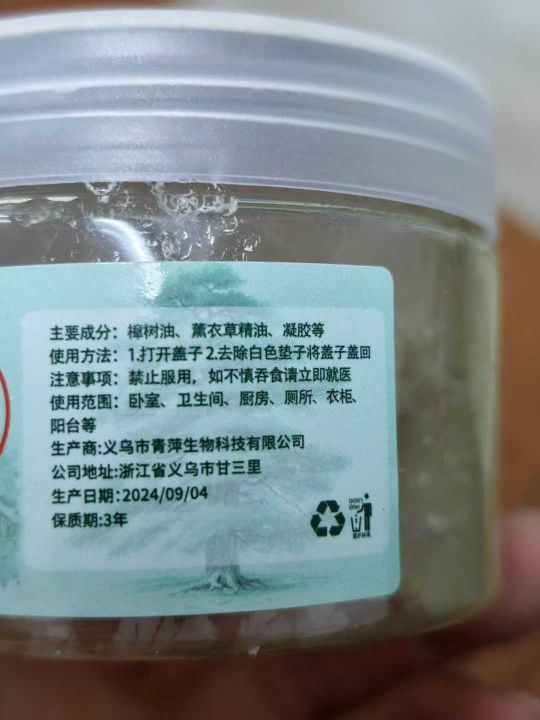 主要成分：樟树油、薰衣草精油、凝胶等
使用方法：1.打开盖子2.去除白色垫子将盖子盖回
注意事项：禁止服用，如不慎吞食请立即就医
使用范围：卧室、卫生间、厨房、厕所、衣柜、
阳台等
生产商:义乌市青萍生物科技有限公司
公司地址:浙江省义乌市甘三里
生产日期:2024/09/04
保质期:3年